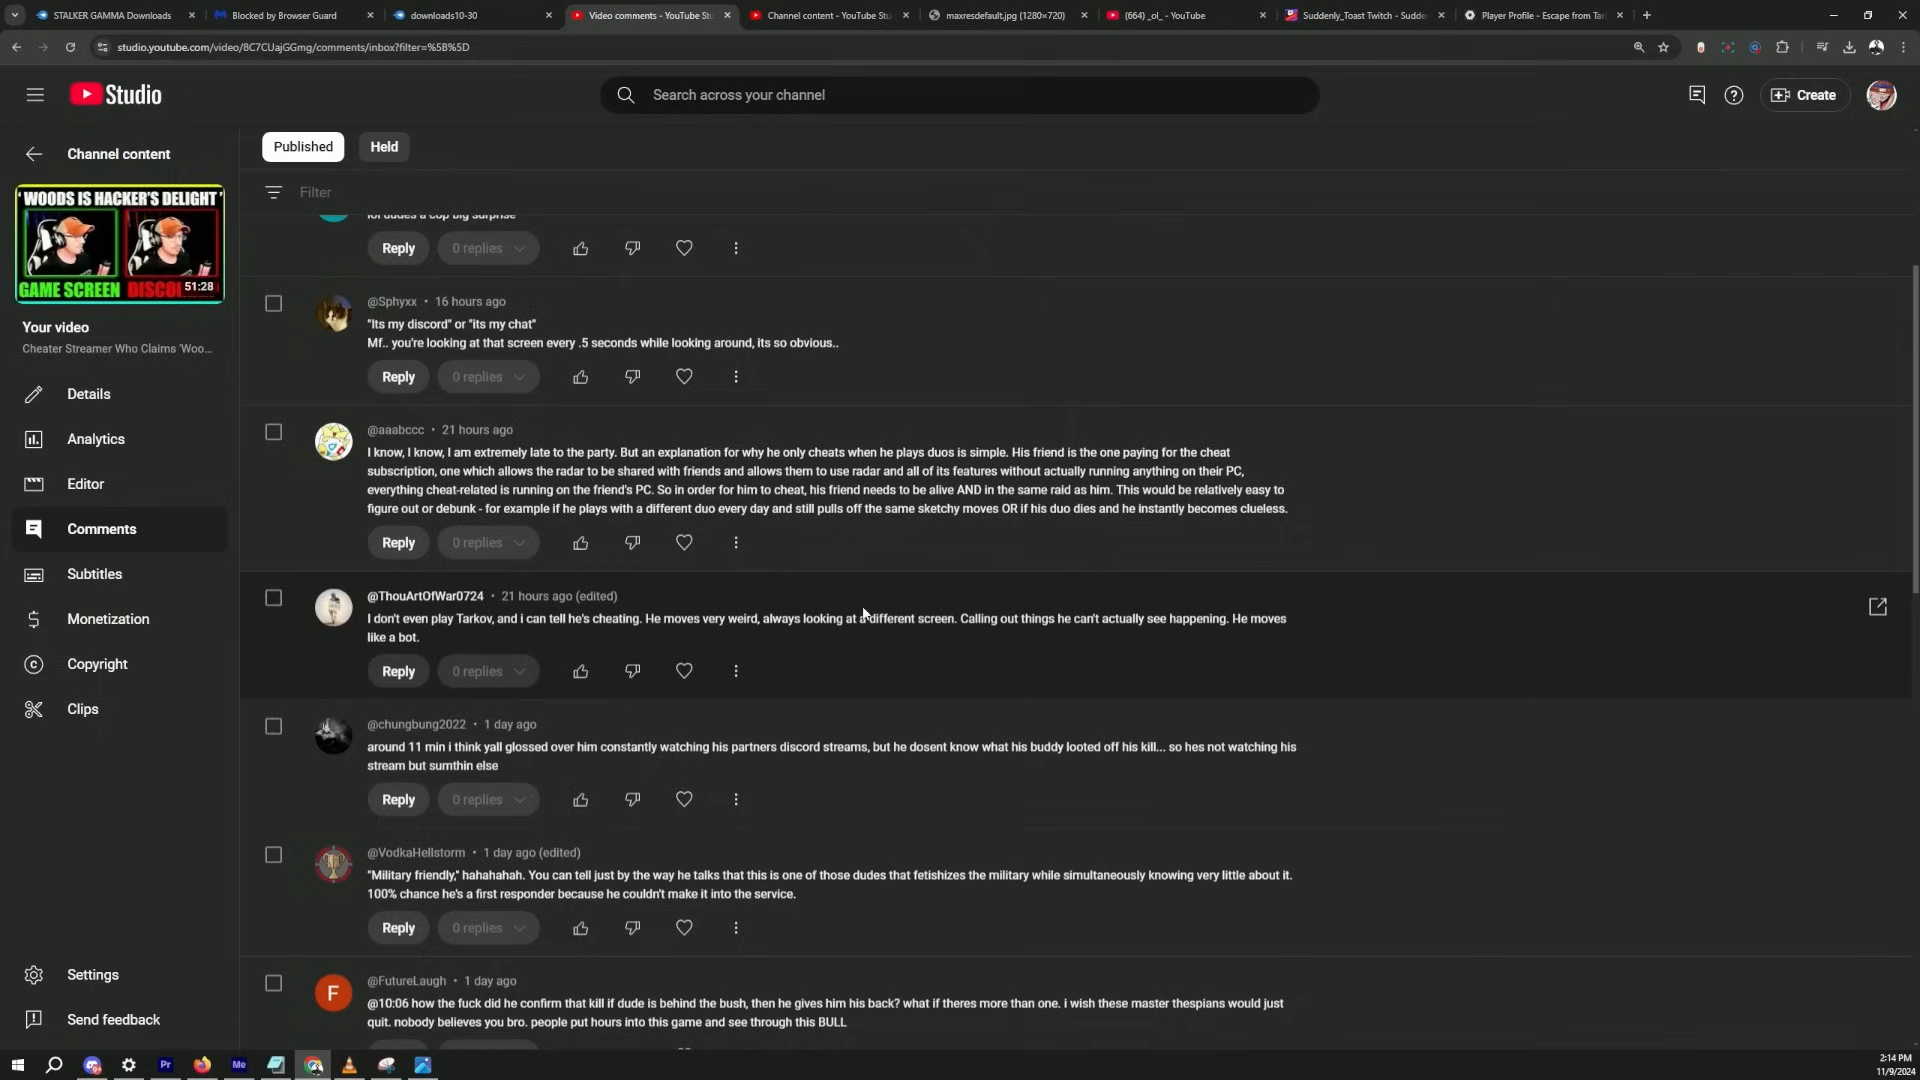 STALKER GAMMA Downloads
Blocked by Browser Guard
downloads10-30
Video comments - YouTube Stu
Channel content - YouTube Stu
maxresdefault.jpg (1280×720)
(664) _ol_ - YouTube
Suddenly_Toast Twitch - Sudde
Player Profile - Escape from Tar
studio.youtube.com/video/8C7CUajGGmg/comments/inbox?filter=%5B%5D
Studio
Search across your channel
Create
Channel content
'WOODS IS HACKER'S DELIGHT'
GAME SCREEN
51:28
Your video
Cheater Streamer Who Claims 'Woo...
Details
Analytics
Editor
Comments
Subtitles
Monetization
Copyright
Clips
Settings
Send feedback
Published
Held
Filter
lol dudes a cop big surprise
Reply 0 replies
@Sphyxx • 16 hours ago
"Its my discord" or "its my chat"
Mf.. you're looking at that screen every .5 seconds while looking around, its so obvious..
Reply 0 replies
@aaabccc • 21 hours ago
I know, I know, I am extremely late to the party. But an explanation for why he only cheats when he plays duos is simple. His friend is the one paying for the cheat
subscription, one which allows the radar to be shared with friends and allows them to use radar and all of its features without actually running anything on their PC,
everything cheat-related is running on the friend's PC. So in order for him to cheat, his friend needs to be alive AND in the same raid as him. This would be relatively easy to
figure out or debunk - for example if he plays with a different duo every day and still pulls off the same sketchy moves OR if his duo dies and he instantly becomes clueless.
Reply 0 replies
@ThouArtOfWar0724 • 21 hours ago (edited)
I don't even play Tarkov, and i can tell he's cheating. He moves very weird, always looking at a different screen. Calling out things he can't actually see happening. He moves
like a bot.
Reply 0 replies
@chungbung2022 • 1 day ago
around 11 min i think yall glossed over him constantly watching his partners discord streams, but he dosent know what his buddy looted off his kill... so hes not watching his
stream but sumthin else
Reply 0 replies
@VodkaHellstorm • 1 day ago (edited)
"Military friendly," hahahahah. You can tell just by the way he talks that this is one of those dudes that fetishizes the military while simultaneously knowing very little about it.
100% chance he's a first responder because he couldn't make it into the service.
Reply 0 replies
F
@FutureLaugh • 1 day ago
@10:06 how the fuck did he confirm that kill if dude is behind the bush, then he gives him his back? what if theres more than one. i wish these master thespians would just
quit. nobody believes you bro. people put hours into this game and see through this BULL
Pr
Me
2:14 PM
11/9/2024